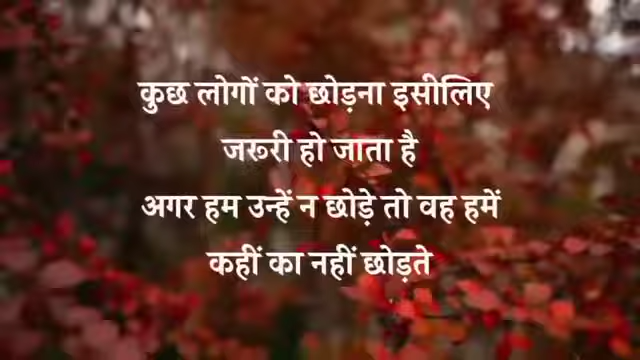 कुछ लोगों को छोड़ना इसीलिए
जरूरी हो जाता है
अगर हम उन्हें न छोड़े तो वह हमें
कहीं का नहीं छोड़ते